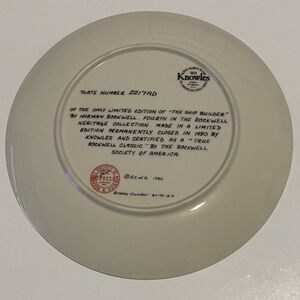 Knowles
PLATE NUMBER 2217AD
OF THE ONLY LIMITED EDITION OF "THE SHIP BUILDER"
BY NORMAN ROCKWELL. FOURTH IN THE ROCKWELL
HERITAGE COLLECTION. MADE IN A LIMITED
EDITION PERMANENTLY CLOSED IN 1980 BY
KNOWLES AND CERTIFIED AS A "TRUE
ROCKWELL CLASSIC" BY THE ROCKWELL
SOCIETY OF AMERICA.
1980